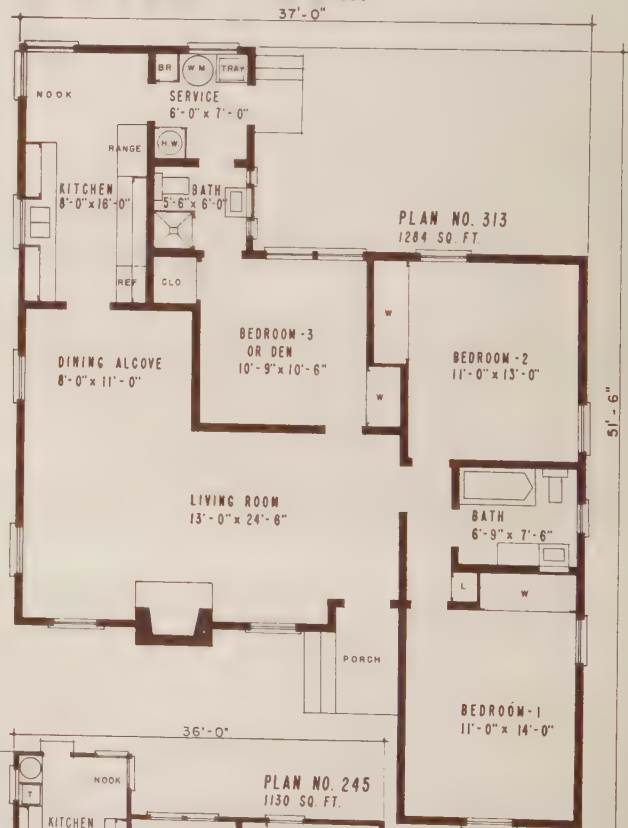 37'-0"
NOOK
BR
W M
TRAY
SERVICE
6'-0" x 7'-0"
H.W.
RANGE
KITCHEN
8'-0" x 16'-0"
BATH
5'-6" x 6'-0"
REF
CLO.
PLAN NO. 313
1284 SQ. FT.
DINING ALCOVE
8'-0" x 11'-0"
BEDROOM-3
OR DEN
10'-9" x 10'-6"
W
W
BEDROOM-2
11'-0" x 13'-0"
51'-6"
LIVING ROOM
13'-0" x 24'-6"
BATH
6'-9" x 7'-6"
L
W
PORCH
BEDROOM-1
11'-0" x 14'-0"
36'-0"
NOOK
T
KITCHEN
PLAN NO. 245
1130 SQ. FT.